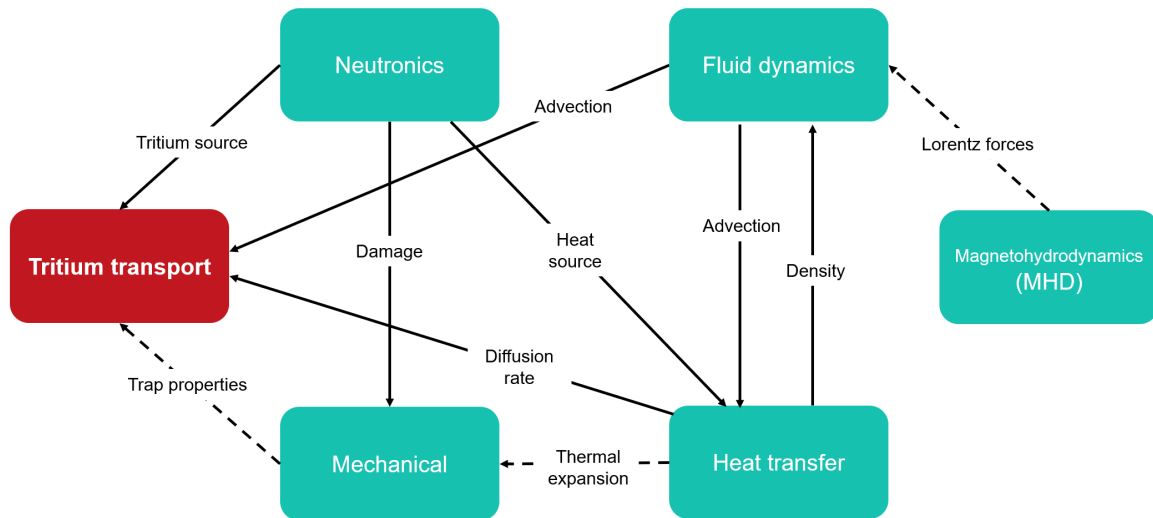 Neutronics
Fluid dynamics
Advection
Tritium source
Lorentz forces
Tritium transport
Damage
Heat
source
Advection
Density
Magnetohydrodynamics
(MHD)
Diffusion
rate
Trap properties
Mechanical
Thermal
expansion
Heat transfer